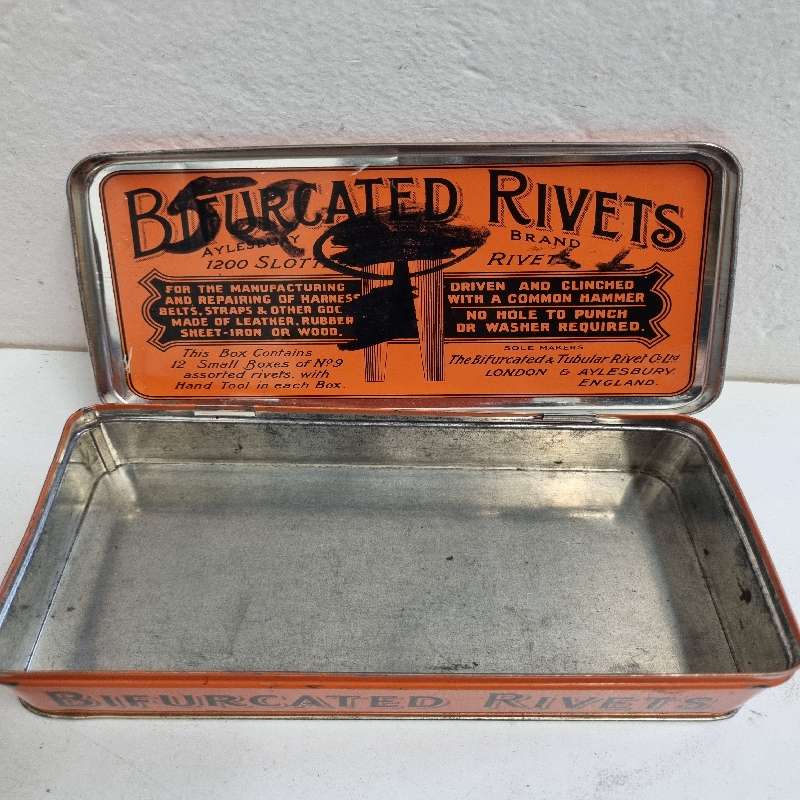 BIFURCATED RIVETS
AYLESBURY BRAND
1200 SLOTT RIVET
FOR THE MANUFACTURING
AND REPAIRING OF HARNESS
BELTS, STRAPS & OTHER GOO
MADE OF LEATHER, RUBBER
SHEET-IRON OR WOOD.
DRIVEN AND CLINCHED
WITH A COMMON HAMMER
NO HOLE TO PUNCH
OR WASHER REQUIRED.
This Box Contains
12 Small Boxes of No 9
assorted rivets, with
Hand Tool in each Box.
SOLE MAKERS
The Bifurcated & Tubular Rivet Co Ltd
LONDON & AYLESBURY.
ENGLAND.
BIFURCATED RIVETS